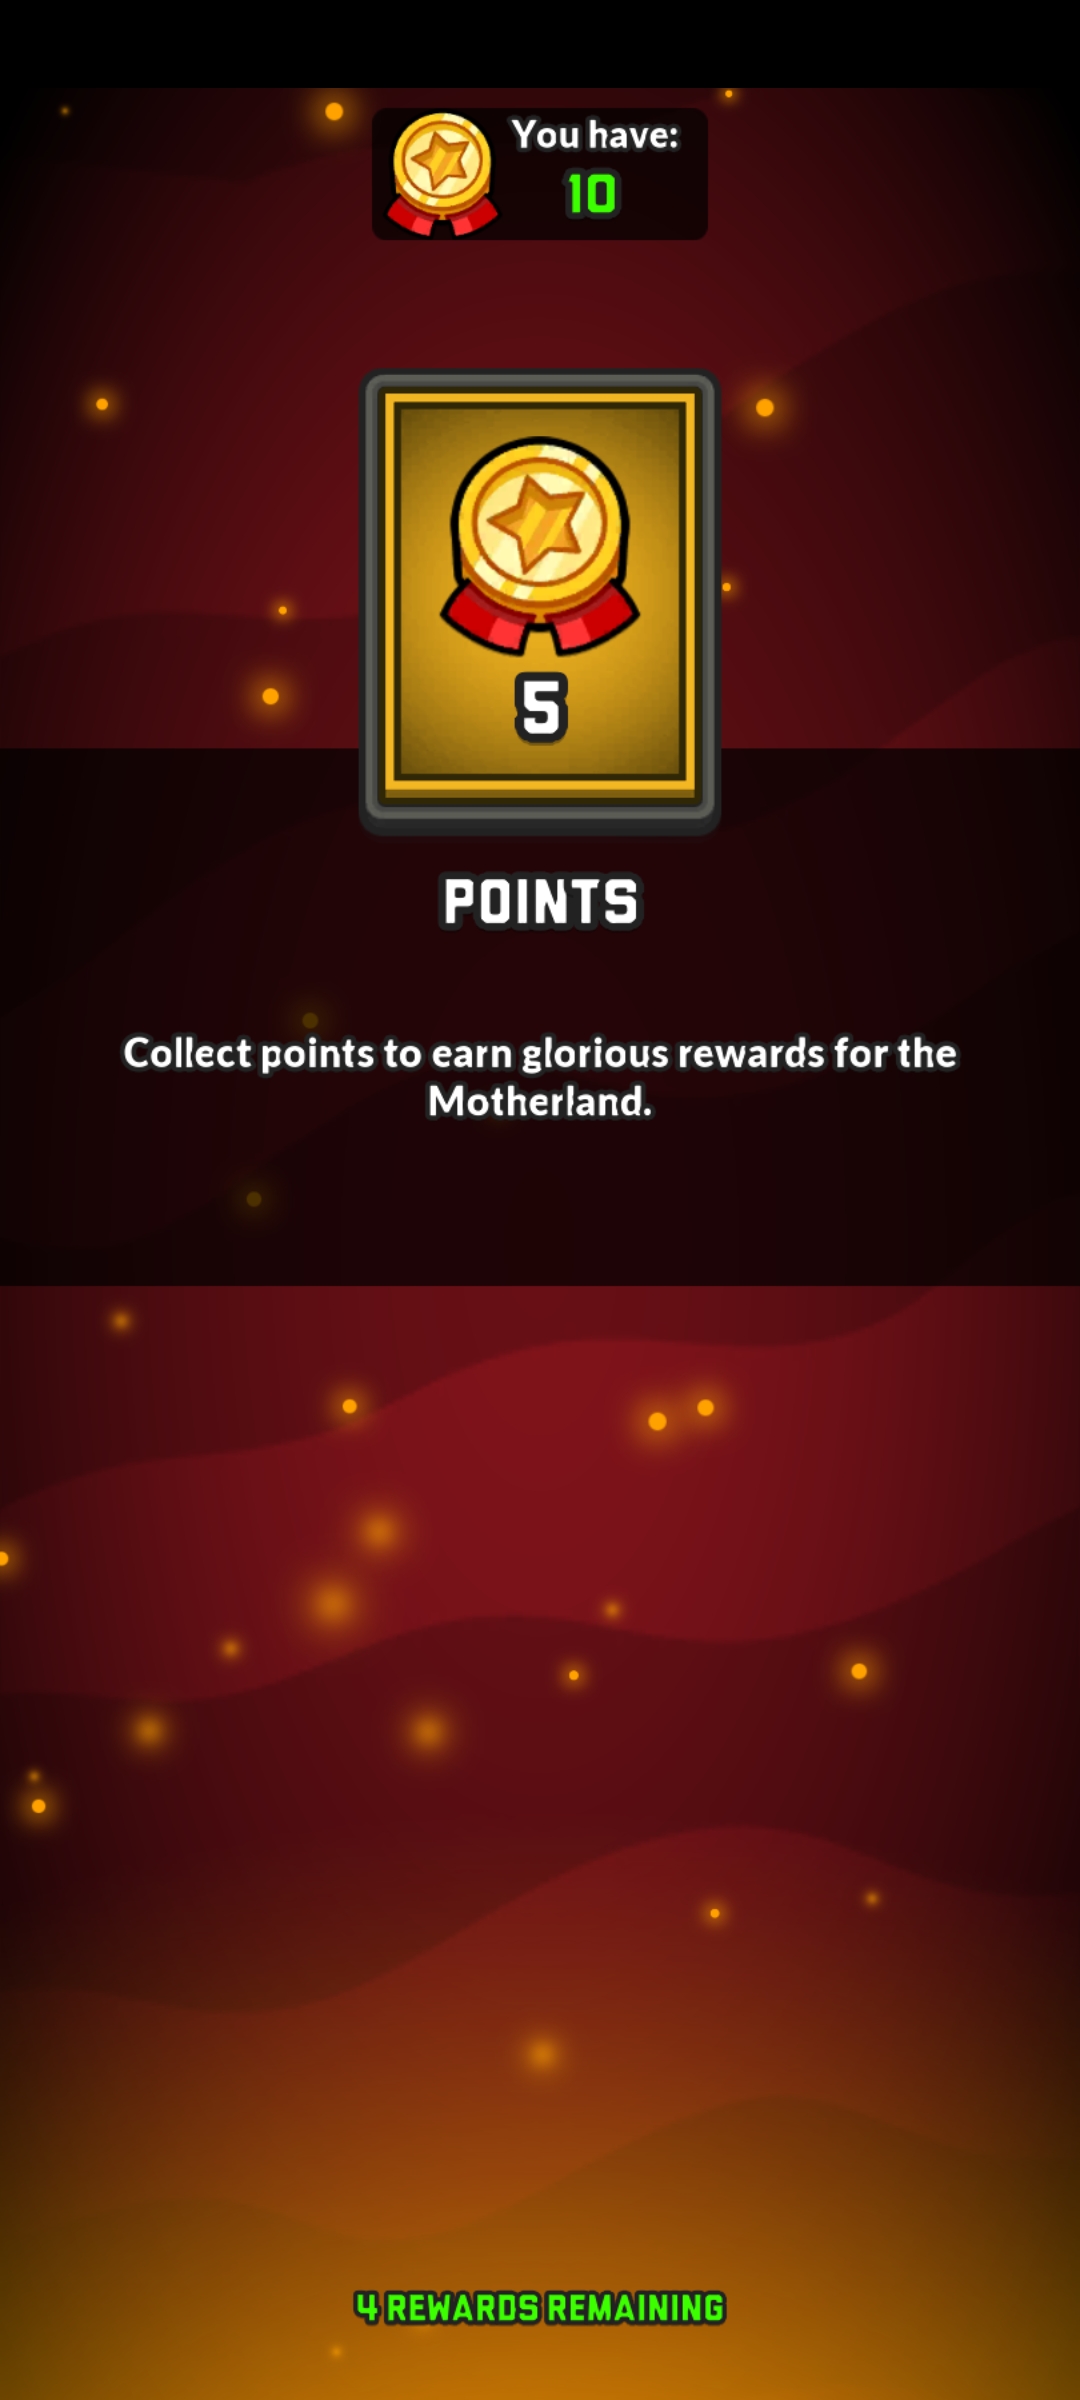 You have:
10
5
POINTS
Collect points to earn glorious rewards for the
Motherland.
4 REWARDS REMAINING